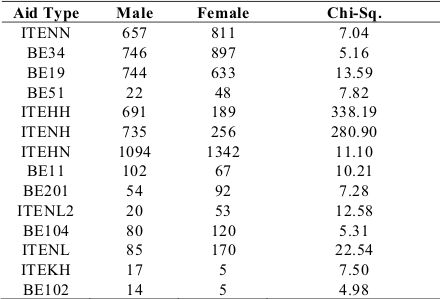 Aid Type Male Female Chi-Sq.
ITENN 657 811 7.04
BE34 746 897 5.16
BE19 744 633 13.59
BE51 22 48 7.82
ITEHH 691 189 338.19
ITENH 735 256 280.90
ITEHN 1094 1342 11.10
BE11 102 67 10.21
BE201 54 92 7.28
ITENL2 20 53 12.58
BE104 80 120 5.31
ITENL 85 170 22.54
ITEKH 17 5 7.50
BE102 14 5 4.98